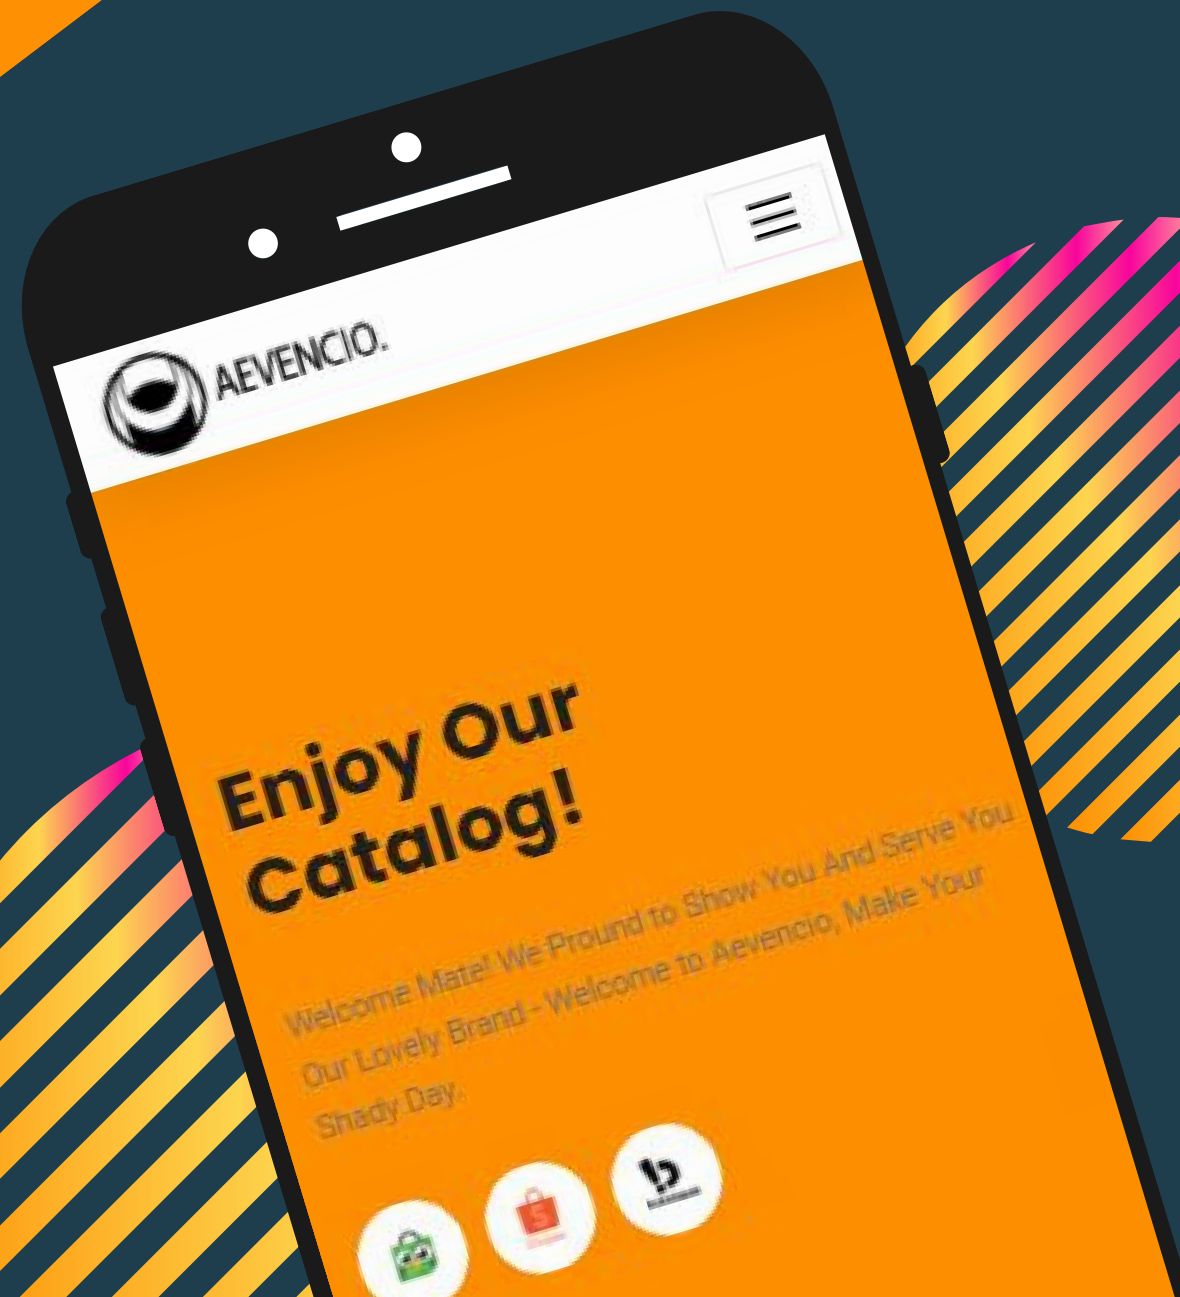 AEVENCIO.
Enjoy Our
Catalog!
Welcome Mate! We Pround to Show You And Serve You
Our Lovely Brand - Welcome to Aevencio, Make Your
Shady Day.